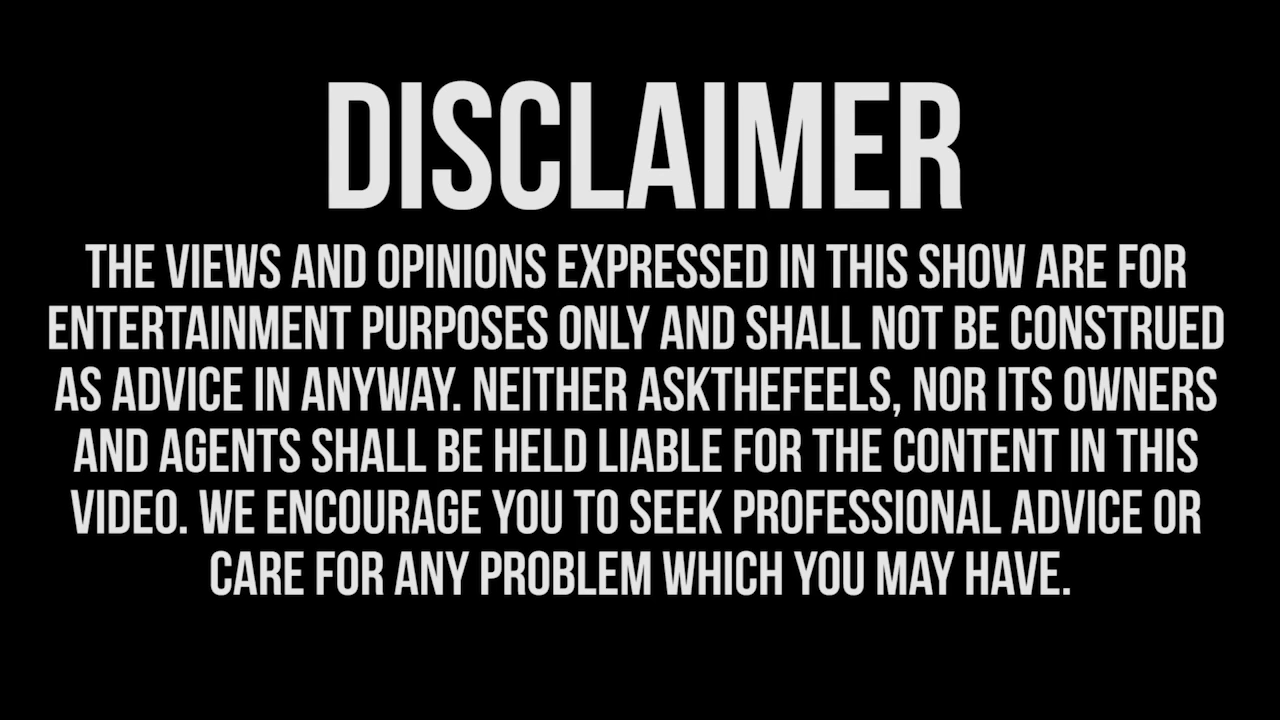 DISCLAIMER
THE VIEWS AND OPINIONS EXPRESSED IN THIS SHOW ARE FOR
ENTERTAINMENT PURPOSES ONLY AND SHALL NOT BE CONSTRUED
AS ADVICE IN ANYWAY. NEITHER ASKTHEFEELS, NOR ITS OWNERS
AND AGENTS SHALL BE HELD LIABLE FOR THE CONTENT IN THIS
VIDEO. WE ENCOURAGE YOU TO SEEK PROFESSIONAL ADVICE OR
CARE FOR ANY PROBLEM WHICH YOU MAY HAVE.